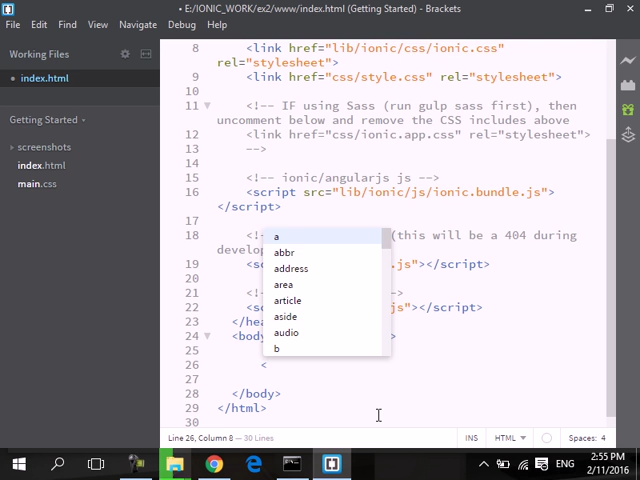 • E:/IONIC_WORK/ex2/www/index.html (Getting Started) - Brackets
File Edit Find View Navigate Debug Help
Working Files
• index.html
Getting Started
screenshots
index.html
main.css
8 <link href="lib/ionic/css/ionic.css"
rel="stylesheet">
9 <link href="css/style.css" rel="stylesheet">
10
11 <!-- IF using Sass (run gulp sass first), then
uncomment below and remove the CSS includes above
12 <link href="css/ionic.app.css" rel="stylesheet">
13 -->
14
15 <!-- ionic/angularjs js -->
16 <script src="lib/ionic/js/ionic.bundle.js">
</script>
17
18 <!-- (this will be a 404 during
19 .js"></script>
20
21 <!-- -->
22 .js"></script>
23
24 <body >
25
26 <
27
28 </body>
29 </html>
30
a
abbr
address
area
article
aside
audio
b
Line 26, Column 8 — 30 Lines
INS HTML Spaces: 4
ENG
2:55 PM
2/11/2016